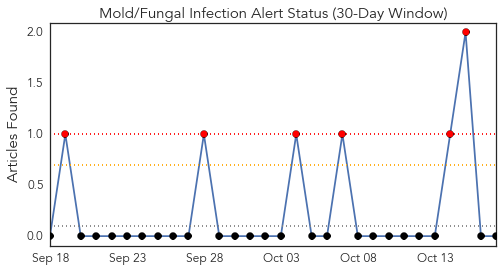 Mold/Fungal Infection Alert Status (30-Day Window)
Articles Found
2.0
1.5
1.0
0.5
0.0
Sep 18 Sep 23 Sep 28 Oct 03 Oct 08 Oct 13